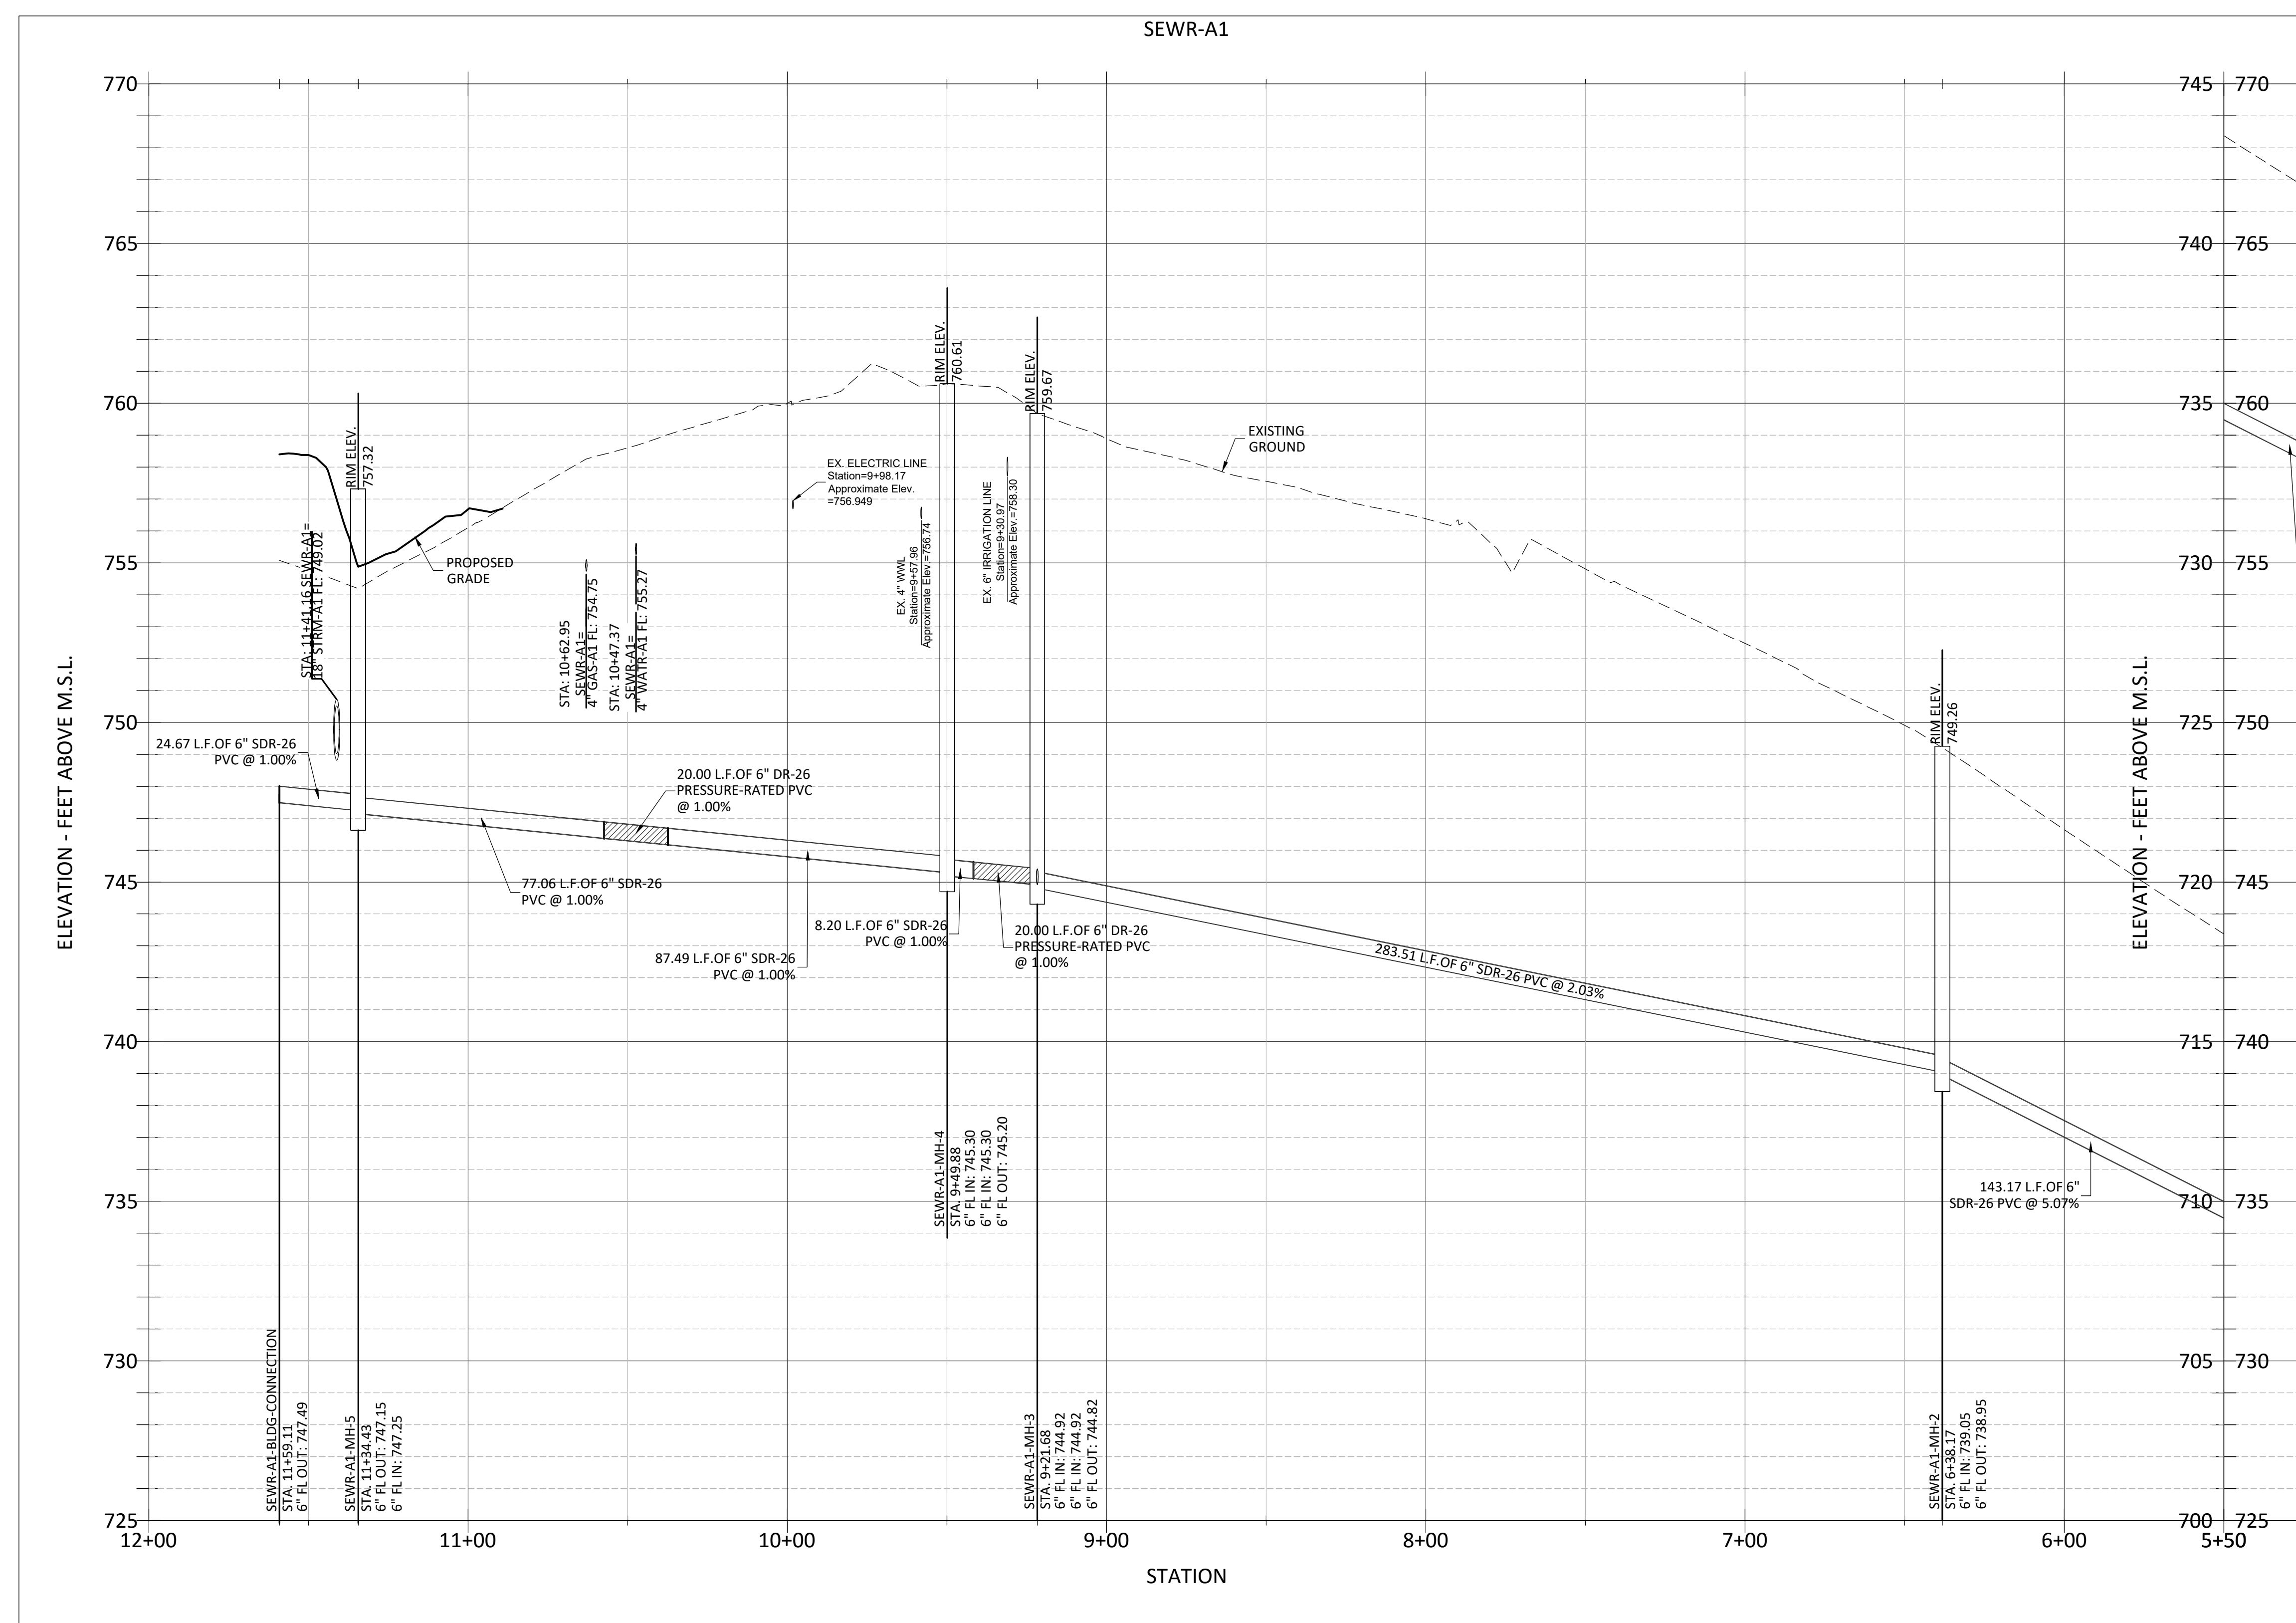 SEWR-A1
770
765
760
755
750
745
740
735
730
725
ELEVATION - FEET ABOVE M.S.L.
745
740
735
730
725
720
715
710
705
700
770
765
760
755
750
745
740
735
730
725
ELEVATION - FEET ABOVE M.S.L.
RIM ELEV.
757.32
RIM ELEV.
760.61
RIM ELEV.
759.67
RIM ELEV.
749.26
EXISTING
GROUND
PROPOSED
GRADE
EX. ELECTRIC LINE
Station=9+98.17
Approximate Elev.
=756.949
EX. 4" WWL
Station=9+57.96
Approximate Elev.=756.74
EX. 6" IRRIGATION LINE
Station=9+30.97
Approximate Elev.=758.30
STA: 11+41.16 SEWR-A1=
18" STRM-A1 FL: 749.02
STA: 10+62.95
SEWR-A1=
4" GAS-A1 FL: 754.75
STA: 10+47.37
SEWR-A1=
4" WATR-A1 FL: 755.27
24.67 L.F.OF 6" SDR-26
PVC @ 1.00%
20.00 L.F.OF 6" DR-26
PRESSURE-RATED PVC
@ 1.00%
77.06 L.F.OF 6" SDR-26
PVC @ 1.00%
87.49 L.F.OF 6" SDR-26
PVC @ 1.00%
8.20 L.F.OF 6" SDR-26
PVC @ 1.00%
20.00 L.F.OF 6" DR-26
PRESSURE-RATED PVC
@ 1.00%
283.51 L.F.OF 6" SDR-26 PVC @ 2.03%
143.17 L.F.OF 6"
SDR-26 PVC @ 5.07%
SEWR-A1-BLDG-CONNECTION
STA. 11+59.11
6" FL OUT: 747.49
SEWR-A1-MH-5
STA. 11+34.43
6" FL OUT: 747.15
6" FL IN: 747.25
SEWR-A1-MH-4
STA. 9+49.88
6" FL IN: 745.30
6" FL IN: 745.30
6" FL OUT: 745.20
SEWR-A1-MH-3
STA. 9+21.68
6" FL IN: 744.92
6" FL IN: 744.92
6" FL OUT: 744.82
SEWR-A1-MH-2
STA. 6+38.17
6" FL IN: 739.05
6" FL OUT: 738.95
12+00
11+00
10+00
9+00
8+00
7+00
6+00
5+50
STATION